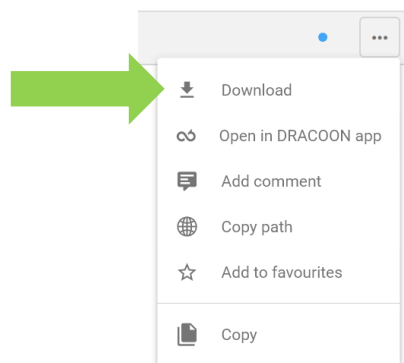 Download
Open in DRACOON app
Add comment
Copy path
Add to favourites
Copy